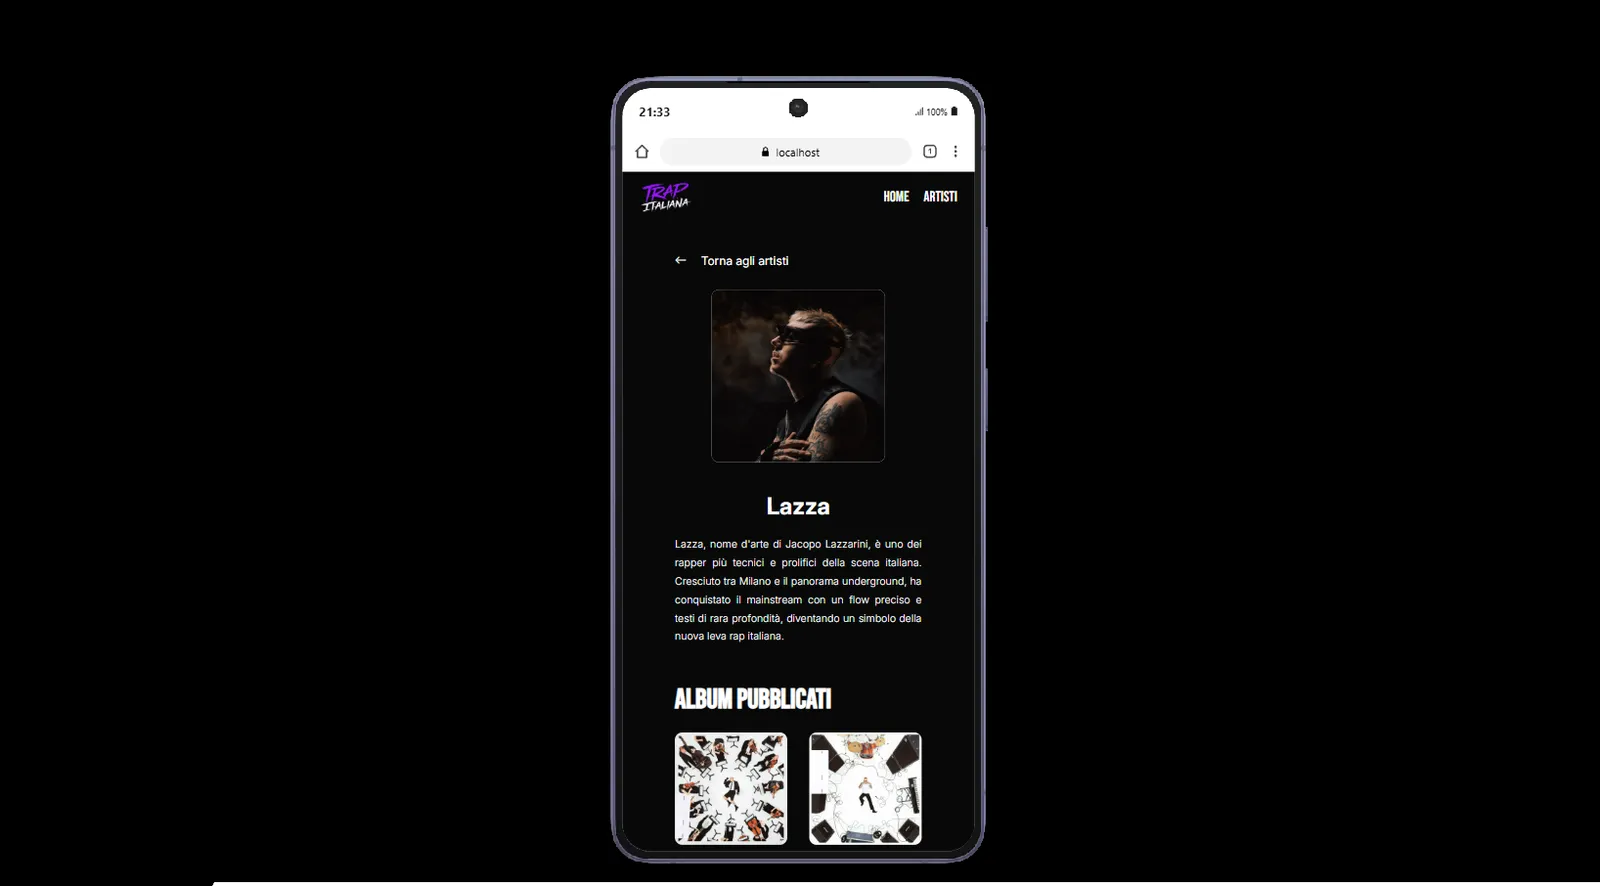 21:33
100%
localhost
1
TRAP
ITALIANA
HOME ARTISTI
← Torna agli artisti
Lazza
Lazza, nome d'arte di Jacopo Lazzarini, è uno dei
rapper più tecnici e prolifici della scena italiana.
Cresciuto tra Milano e il panorama underground, ha
conquistato il mainstream con un flow preciso e
testi di rara profondità, diventando un simbolo della
nuova leva rap italiana.
ALBUM PUBBLICATI